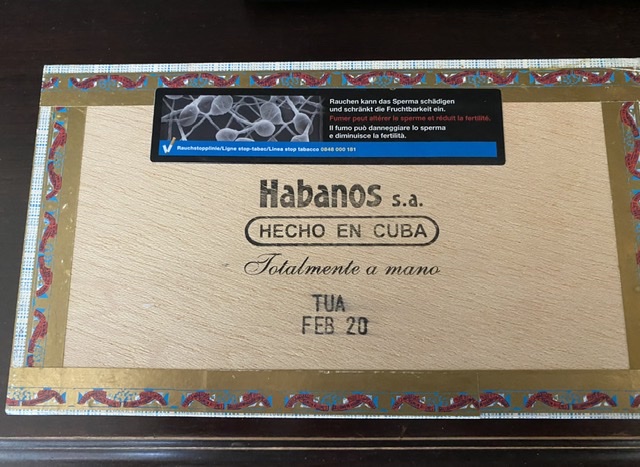 Rauchen kann das Sperma schädigen
und schränkt die Fruchtbarkeit ein.
Fumer peut altérer le sperme et réduit la fertilité.
Il fumo può danneggiare lo sperma
e diminuisce la fertilità.
Rauchstopplinie/Ligne stop-tabac/Linea stop tabacco 0848 000 181
Habanos s.a.
HECHO EN CUBA
Totalmente a mano
TUA
FEB 20